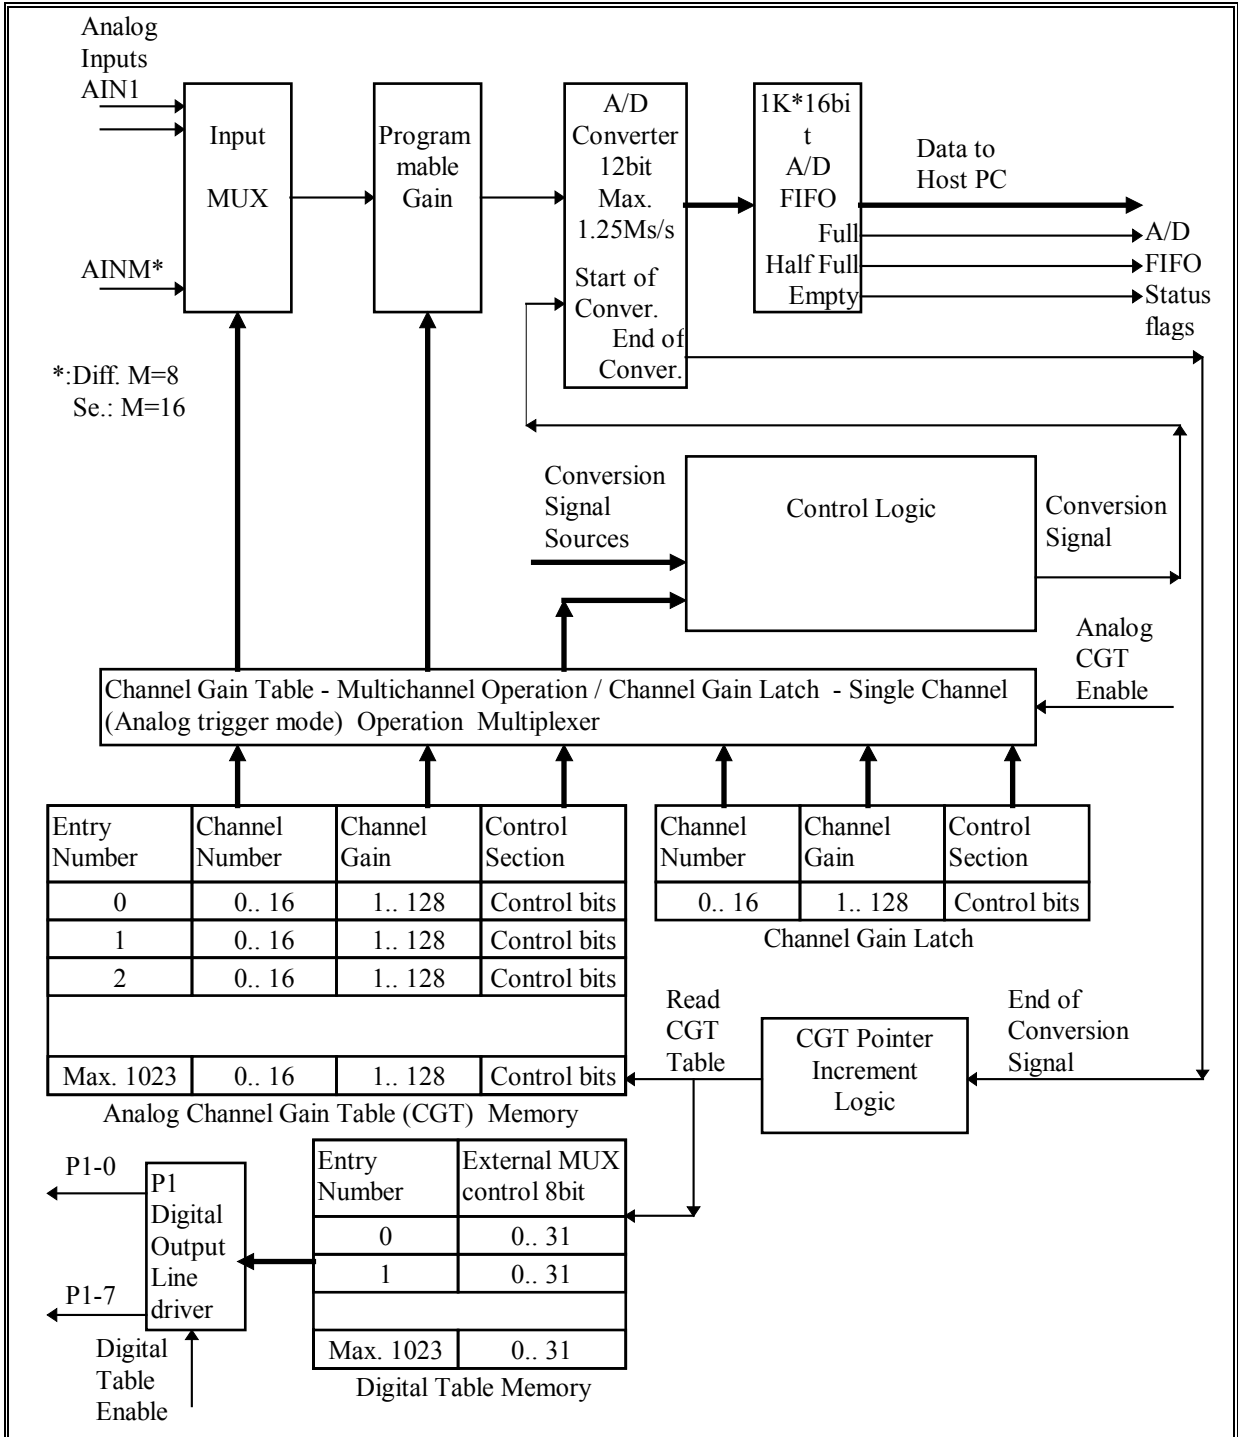 Analog
Inputs
AIN1
AINM*
*:Diff. M=8
Se.: M=16
Input
MUX
Program
mable
Gain
A/D
Converter
12bit
Max.
1.25Ms/s
Start of
Conver.
End of
Conver.
1K*16bi
t
A/D
FIFO
Full
Half Full
Empty
Data to
Host PC
A/D
FIFO
Status
flags
Conversion
Signal
Sources
Control Logic
Conversion
Signal
Analog
CGT
Enable
Channel Gain Table - Multichannel Operation / Channel Gain Latch - Single Channel
(Analog trigger mode) Operation Multiplexer
Entry Number Channel Number Channel Gain Control Section
0 0.. 16 1.. 128 Control bits
1 0.. 16 1.. 128 Control bits
2 0.. 16 1.. 128 Control bits
Max. 1023 0.. 16 1.. 128 Control bits
Analog Channel Gain Table (CGT) Memory
Channel Number Channel Gain Control Section
0.. 16 1.. 128 Control bits
Channel Gain Latch
Read
CGT
Table
CGT Pointer
Increment
Logic
End of
Conversion
Signal
P1-0
P1-7
P1
Digital
Output
Line
driver
Digital
Table
Enable
Entry Number External MUX control 8bit
0 0.. 31
1 0.. 31
Max. 1023 0.. 31
Digital Table Memory